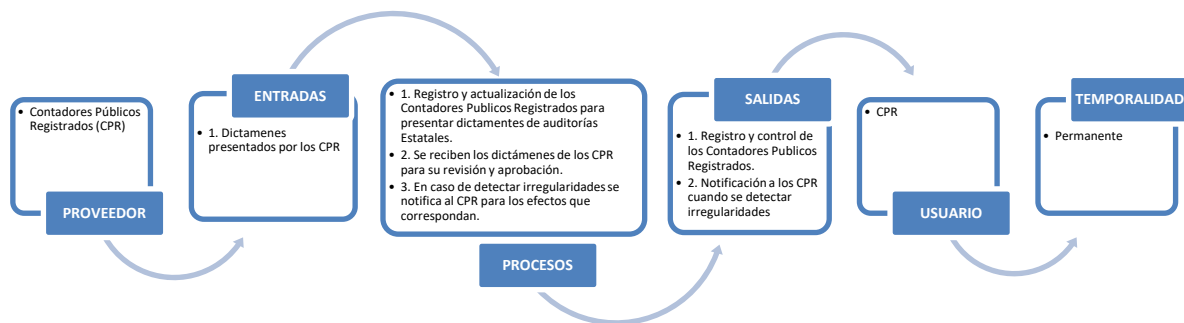 • Contadores Públicos
Registrados (CPR)
PROVEEDOR
ENTRADAS
• 1. Dictamenes
presentados por los CPR
• 1. Registro y actualización de los
Contadores Publicos Registrados para
presentar dictamentes de auditorías
Estatales.
• 2. Se reciben los dictámenes de los CPR
para su revisión y aprobación.
• 3. En caso de detectar irregularidades se
notifica al CPR para los efectos que
correspondan.
PROCESOS
SALIDAS
• 1. Registro y control de
los Contadores Publicos
Registrados.
• 2. Notificación a los CPR
cuando se detectar
irregularidades
• CPR
USUARIO
TEMPORALIDAD
• Permanente